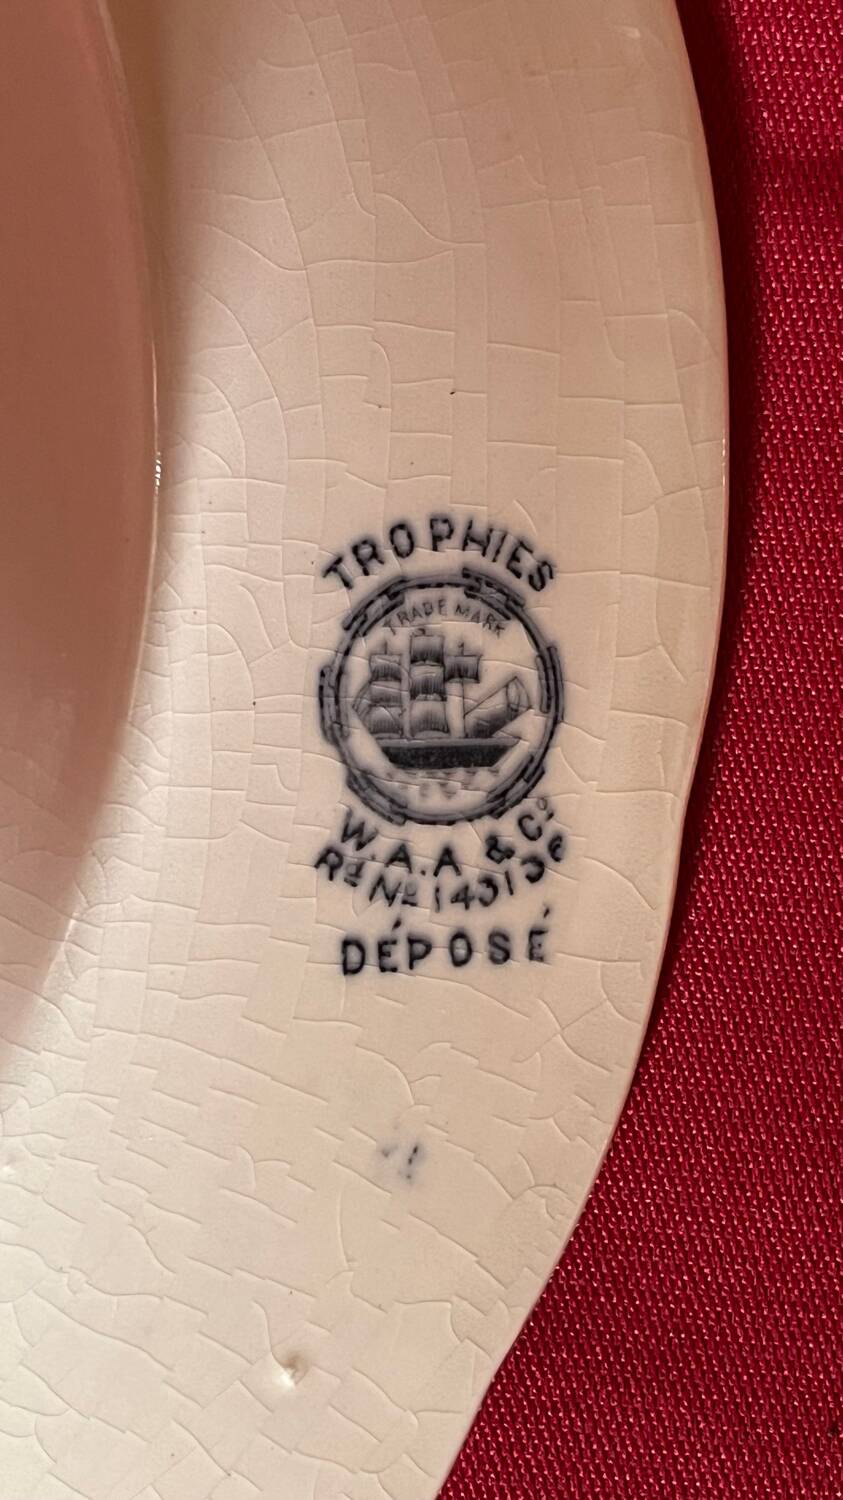 TROPHIES
TRADE MARK
W.A.A & Cº
Rd Nº 143136
DÉPOSÉ